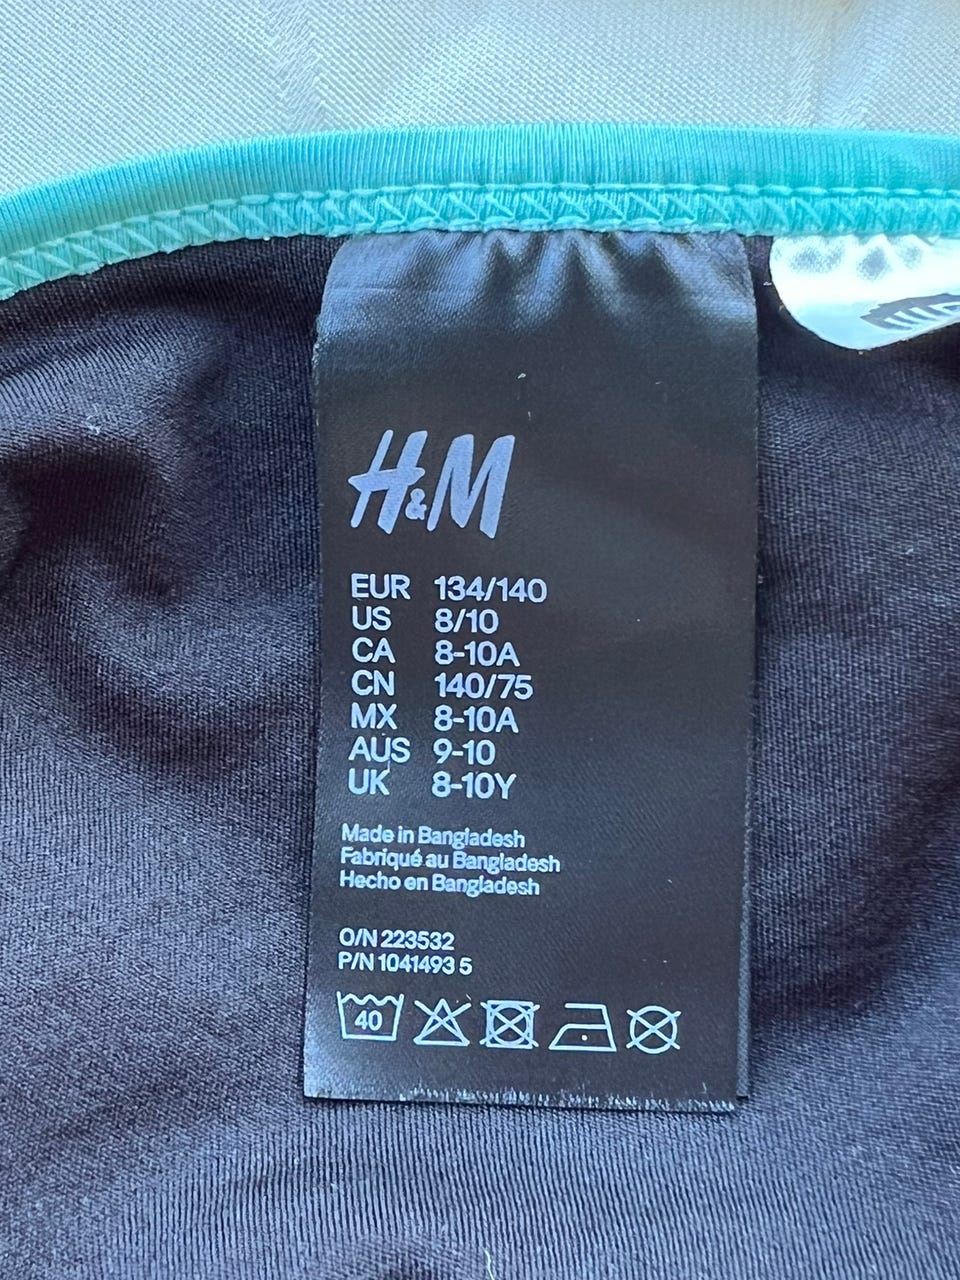 H&M
EUR 134/140
US 8/10
CA 8-10A
CN 140/75
MX 8-10A
AUS 9-10
UK 8-10Y
Made in Bangladesh
Fabriqué au Bangladesh
Hecho en Bangladesh
O/N 223532
P/N 1041493 5
40